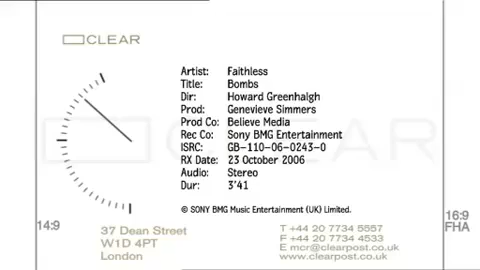 CLEAR
Artist: Faithless
Title: Bombs
Dir: Howard Greenhalgh
Prod: Genevieve Simmers
Prod Co: Believe Media
Rec Co: Sony BMG Entertainment
ISRC: GB-110-06-0243-0
RX Date: 23 October 2006
Audio: Stereo
Dur: 3'41
CLEAR
© SONY BMG Music Entertainment (UK) Limited.
14:9
16:9
FHA
37 Dean Street
W1D 4PT
London
T +44 20 7734 5557
F +44 20 7734 4533
E mcr@clearpost.co.uk
www.clearpost.co.uk